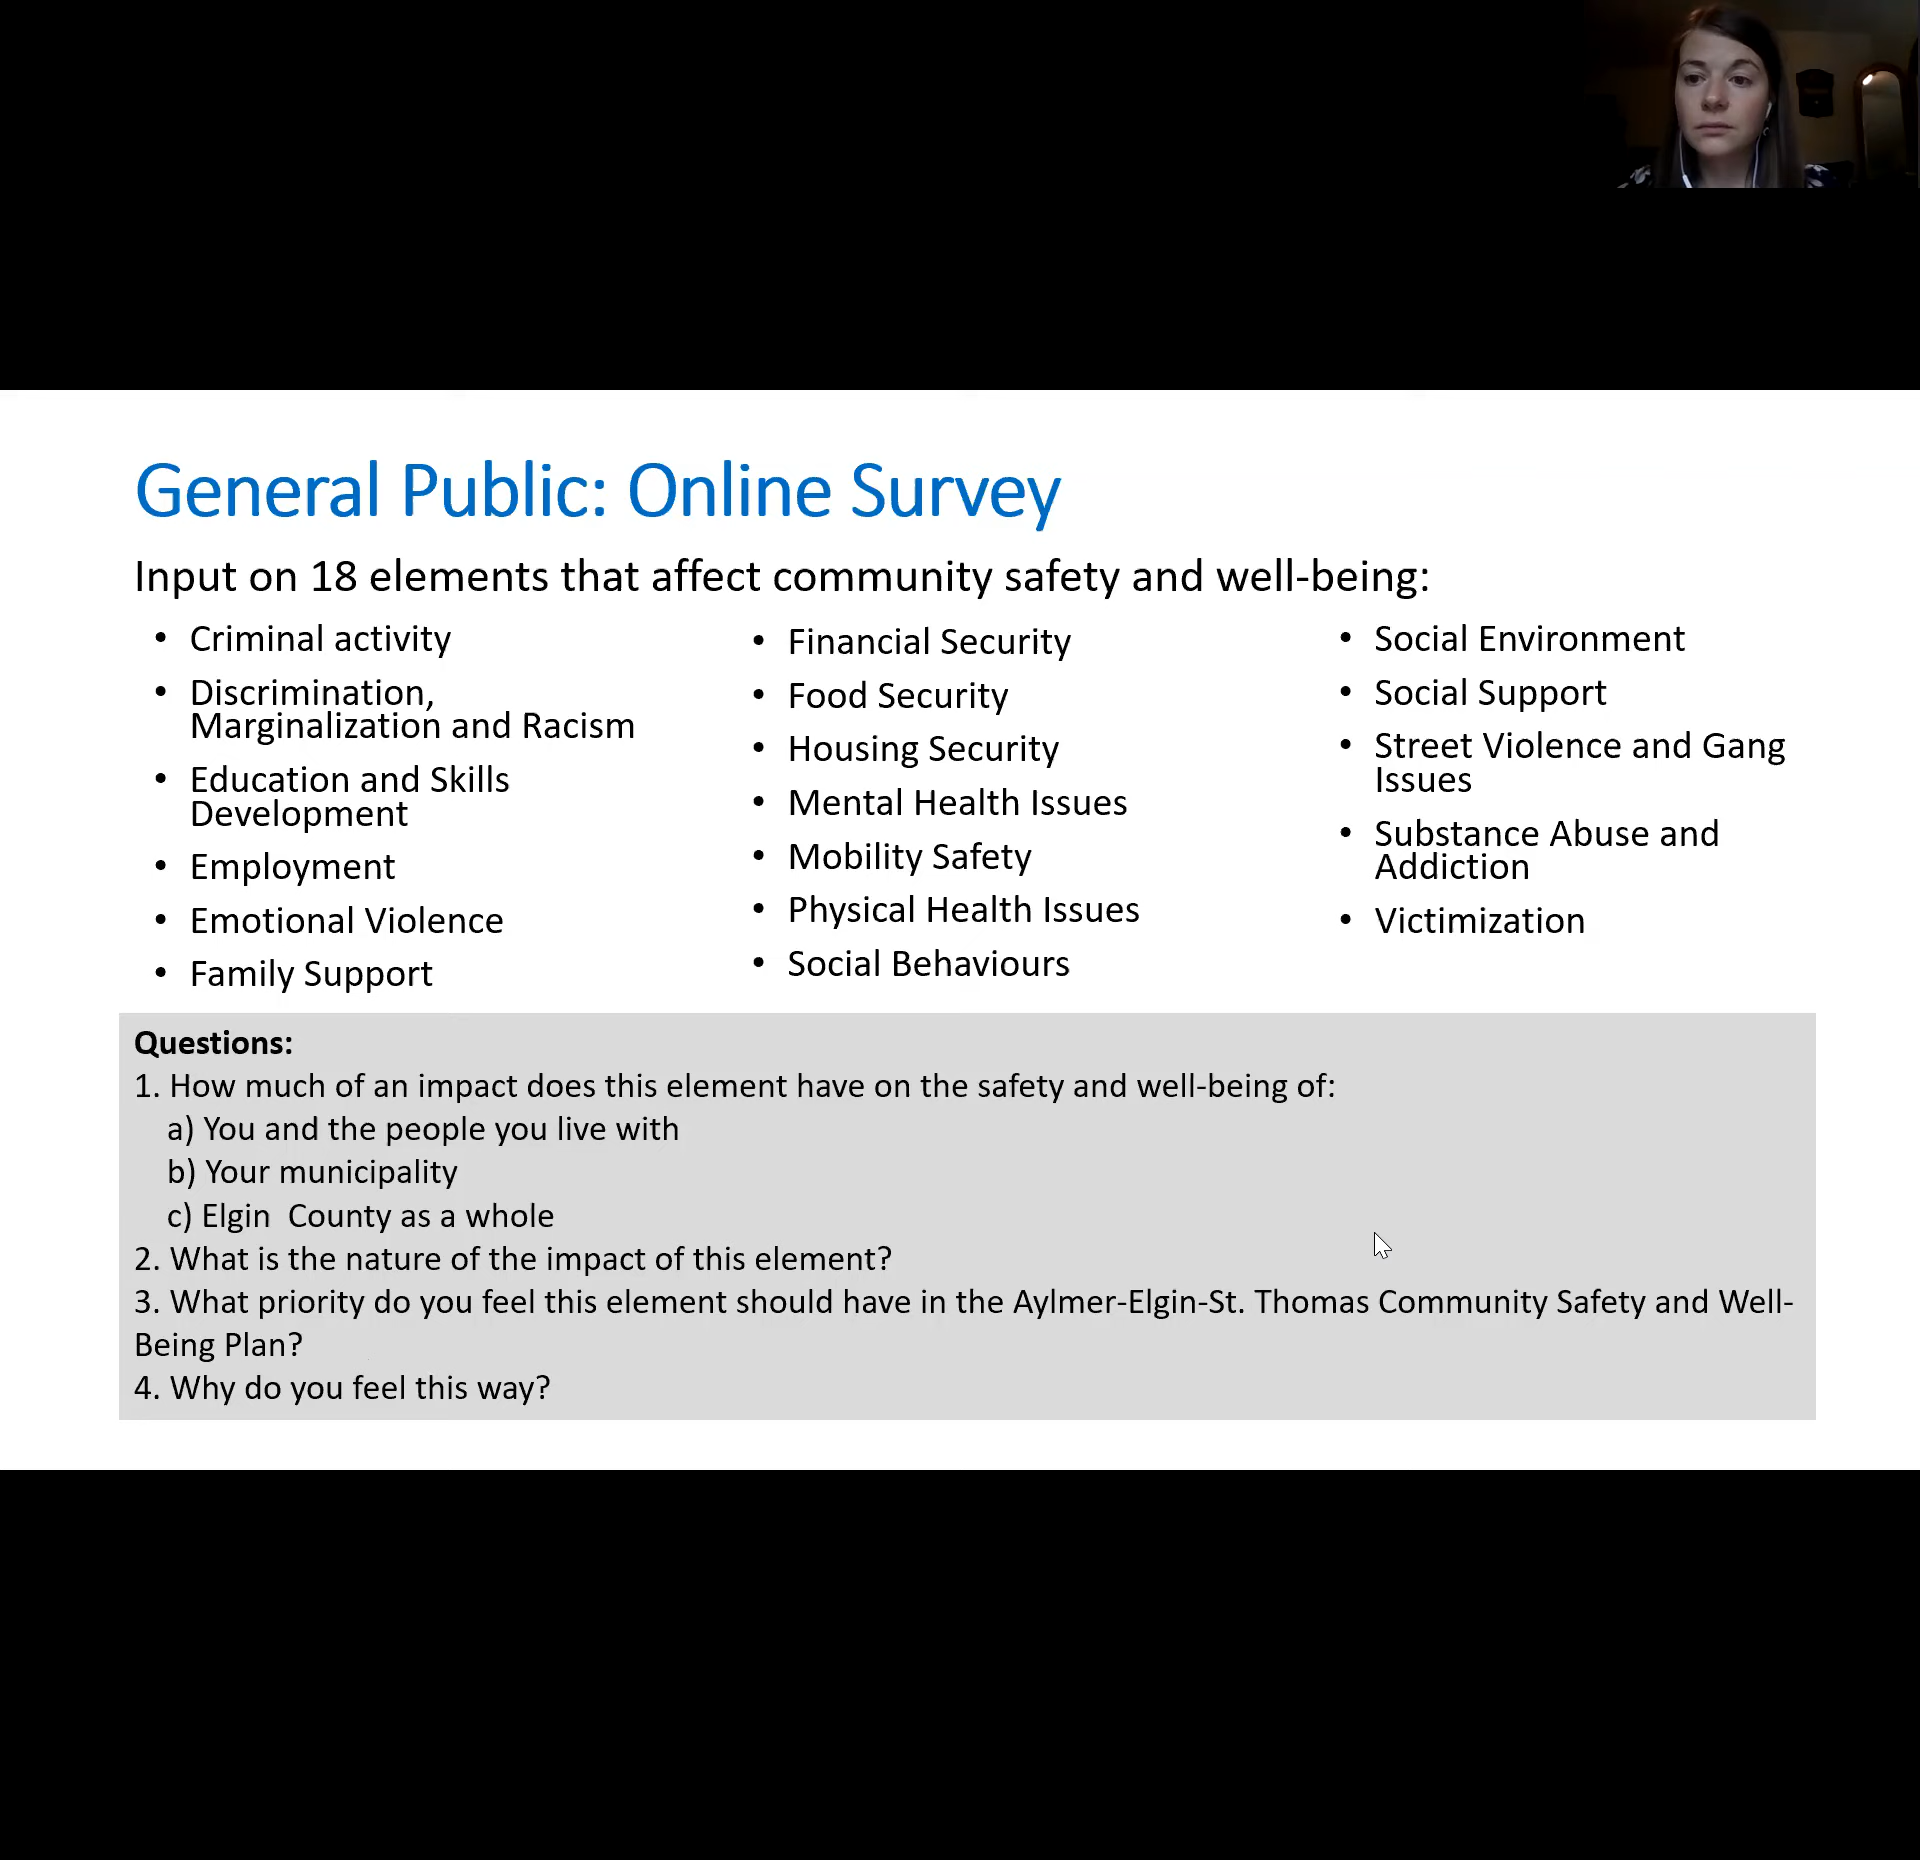 General Public: Online Survey
Input on 18 elements that affect community safety and well-being:
• Criminal activity
• Discrimination,
Marginalization and Racism
• Education and Skills
Development
• Employment
• Emotional Violence
• Family Support
• Financial Security
• Food Security
• Housing Security
• Mental Health Issues
• Mobility Safety
• Physical Health Issues
• Social Behaviours
• Social Environment
• Social Support
• Street Violence and Gang
Issues
• Substance Abuse and
Addiction
• Victimization
Questions:
1. How much of an impact does this element have on the safety and well-being of:
a) You and the people you live with
b) Your municipality
c) Elgin  County as a whole
2. What is the nature of the impact of this element?
3. What priority do you feel this element should have in the Aylmer-Elgin-St. Thomas Community Safety and Well-
Being Plan?
4. Why do you feel this way?